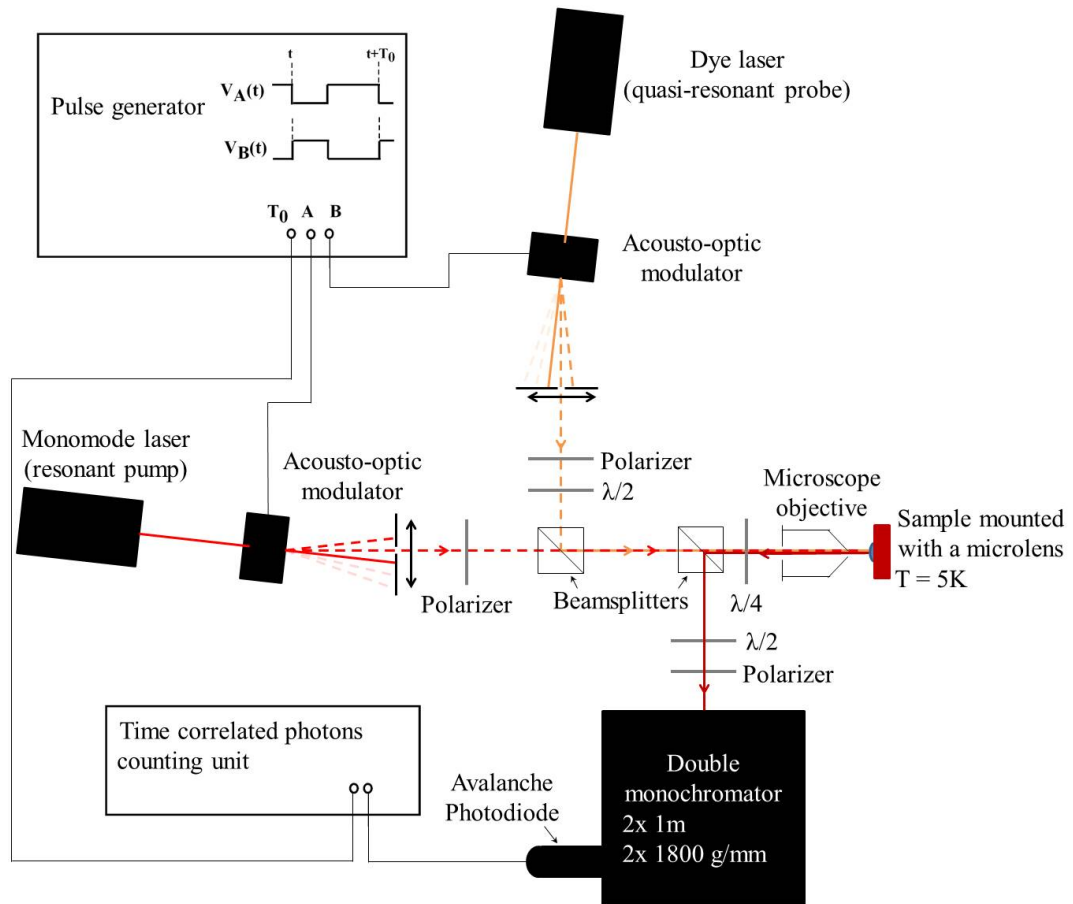 Dye laser
(quasi-resonant probe)
t
t+T0
VA(t)
Pulse generator
VB(t)
T0 A B
Acousto-optic
modulator
Monomode laser
(resonant pump)
Acousto-optic
modulator
Polarizer
λ/2
Microscope
objective
Sample mounted
with a microlens
T = 5K
Polarizer
Beamsplitters
λ/4
λ/2
Polarizer
Time correlated photons
counting unit
Avalanche
Photodiode
Double
monochromator
2x 1m
2x 1800 g/mm